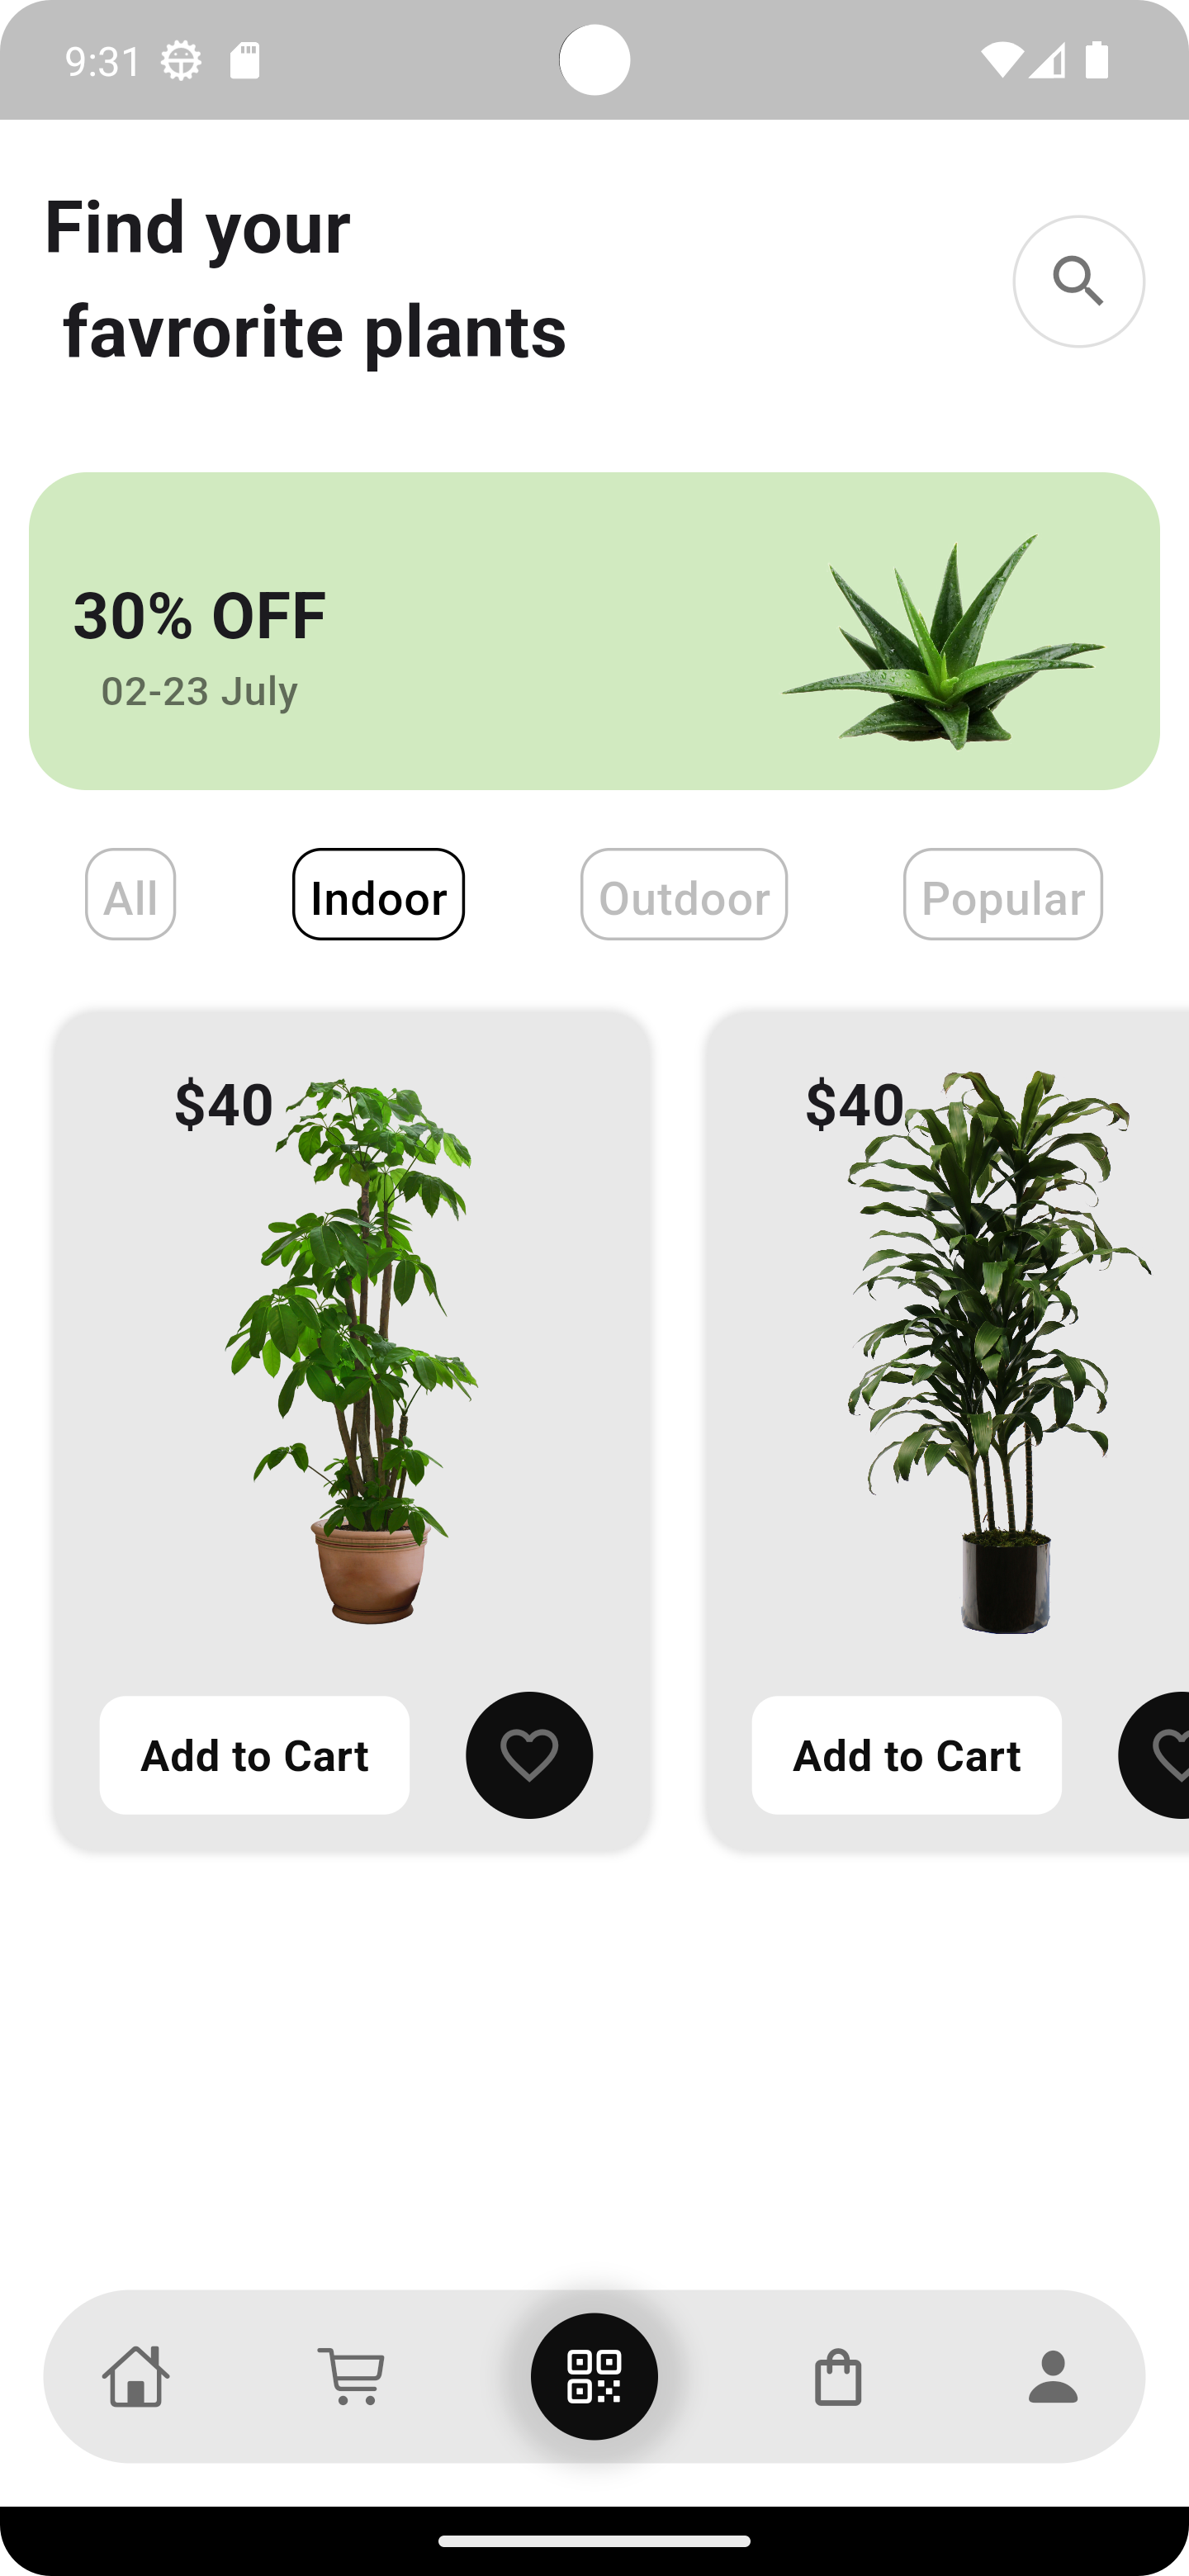 9:31
Find your
favrorite plants
30% OFF
02-23 July
All Indoor Outdoor Popular
$40 $40
Add to Cart Add to Cart